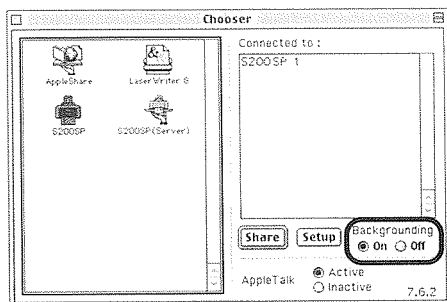 Chooser
AppleShare
LaserWriter 8
S200SP
S200SP(Server)
Connected to :
S200SP 1
Share
Setup
Backgrounding
On
Off
AppleTalk
Active
Inactive
7.6.2